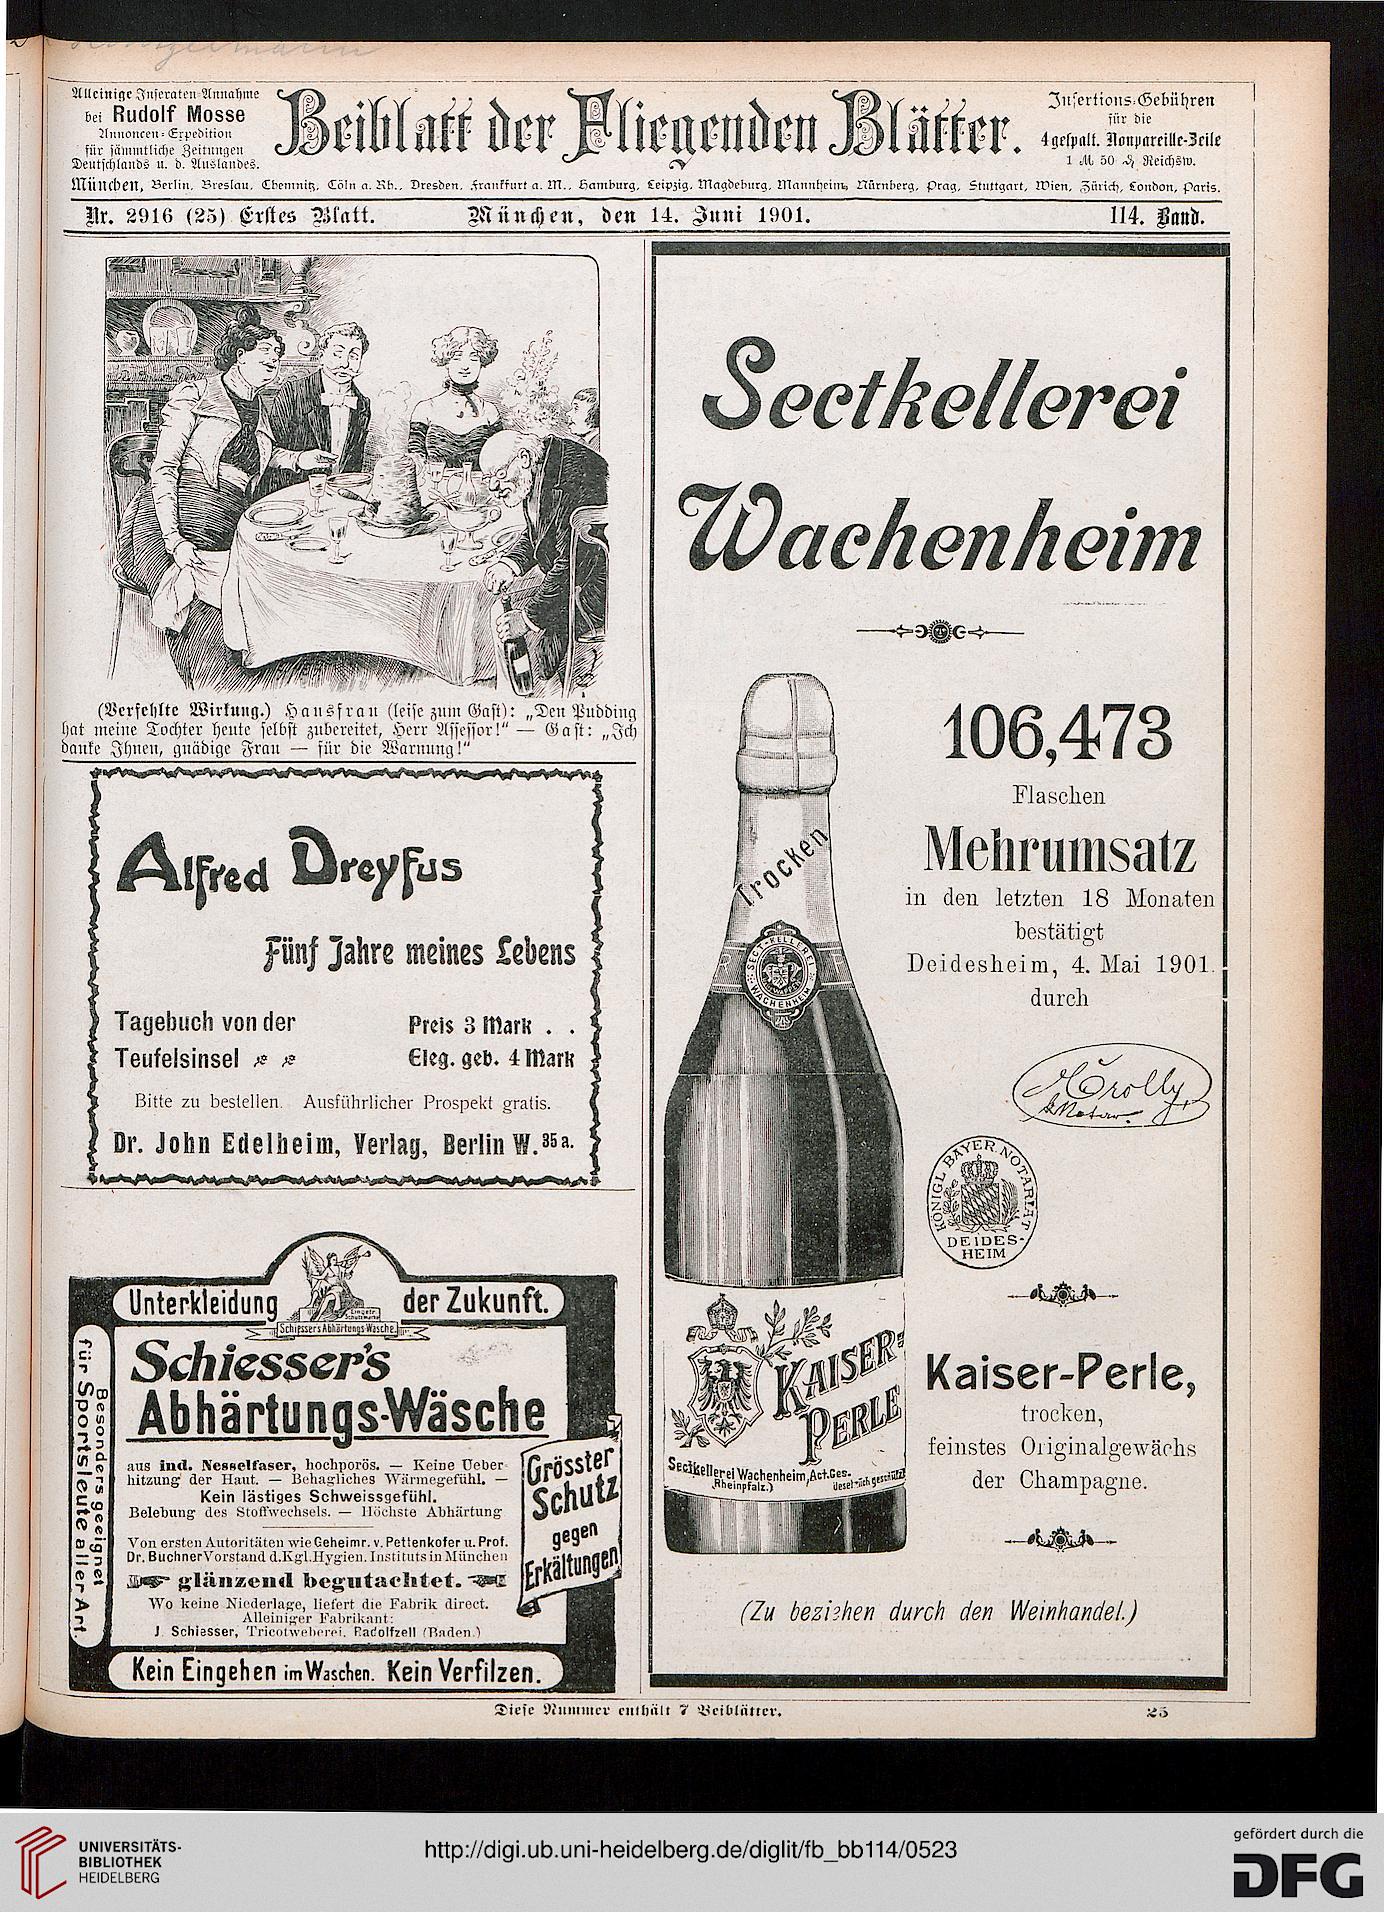 Alleinige Inseraten-Annahme
bei Rudolf Mosse
Annoncen-Expedition
für sämmtliche Zeitungen
Deutschlands u. d. Auslandes.
Beiblatt der Fliegenden Blätter.
Insertions-Gebühren
für die
4 gespalt. Nonpareille-Zeile
1 ℳ 50 ₰ Reichsw.
München, Berlin, Breslau, Chemnitz, Cöln a. Rh., Dresden, Frankfurt a. M., Hamburg, Leipzig, Magdeburg, Mannheim, Nürnberg, Prag, Stuttgart, Wien, Zürich, London, Paris.
Nr. 2916 (25) Erstes Blatt.
München, den 14. Juni 1901.
114. Band.
(Verfehlte Wirkung.) Hausfrau (leise zum Gast): „Den Pudding
hat meine Tochter heute selbst zubereitet, Herr Assessor!“ — Gast: „Ich
danke Ihnen, gnädige Frau — für die Warnung!“
Alfred Dreyfus
Fünf Jahre meines Lebens
Tagebuch von der
Teufelsinsel
Preis 3 Mark . .
Eleg. geb. 4 Mark
Bitte zu bestellen. Ausführlicher Prospekt gratis.
Dr. John Edelheim, Verlag, Berlin W. 35 a.
Unterkleidung der Zukunft.
Eingetr.
Schutzmarke
Schiesser's Abhärtungs-Wäsche.
Schiesser's
Abhärtungs-Wäsche
Besonders geeignet
für Sportsleute aller Art.
aus ind. Nesselfaser, hochporös. — Keine Ueber-
hitzung der Haut. — Behagliches Wärmegefühl. —
Kein lästiges Schweissgefühl.
Belebung des Stoffwechsels. — Höchste Abhärtung
Von ersten Autoritäten wie Geheimr. v. Pettenkofer u. Prof.
Dr. Buchner Vorstand d. Kgl. Hygien. Instituts in München
glänzend begutachtet.
Wo keine Niederlage, liefert die Fabrik direct.
Alleiniger Fabrikant:
J. Schiesser, Tricotweberei, Radolfzell (Baden.)
Grösster
Schutz
gegen
Erkältungen
Kein Eingehen im Waschen. Kein Verfilzen.
Sectkellerei
Wachenheim
106,473
Flaschen
Mehrumsatz
in den letzten 18 Monaten
bestätigt
Deidesheim, 4. Mai 1901.
durch
KÖNIGL. BAYER. NOTARIAT
DEIDES-
HEIM
Trocken
SECT-KELLEREI
WACHENHEIM
KAISER-
PERLE
Sectkellerei Wachenheim, Act. Ges.
(Rheinpfalz.)
Gesetzlich geschützt
Kaiser-Perle,
trocken,
feinstes Originalgewächs
der Champagne.
(Zu beziehen durch den Weinhandel.)
Diese Nummer enthält 7 Beiblätter.
25
UNIVERSITÄTS-
BIBLIOTHEK
HEIDELBERG
http://digi.ub.uni-heidelberg.de/diglit/fb_bb114/0523
gefördert durch die
DFG